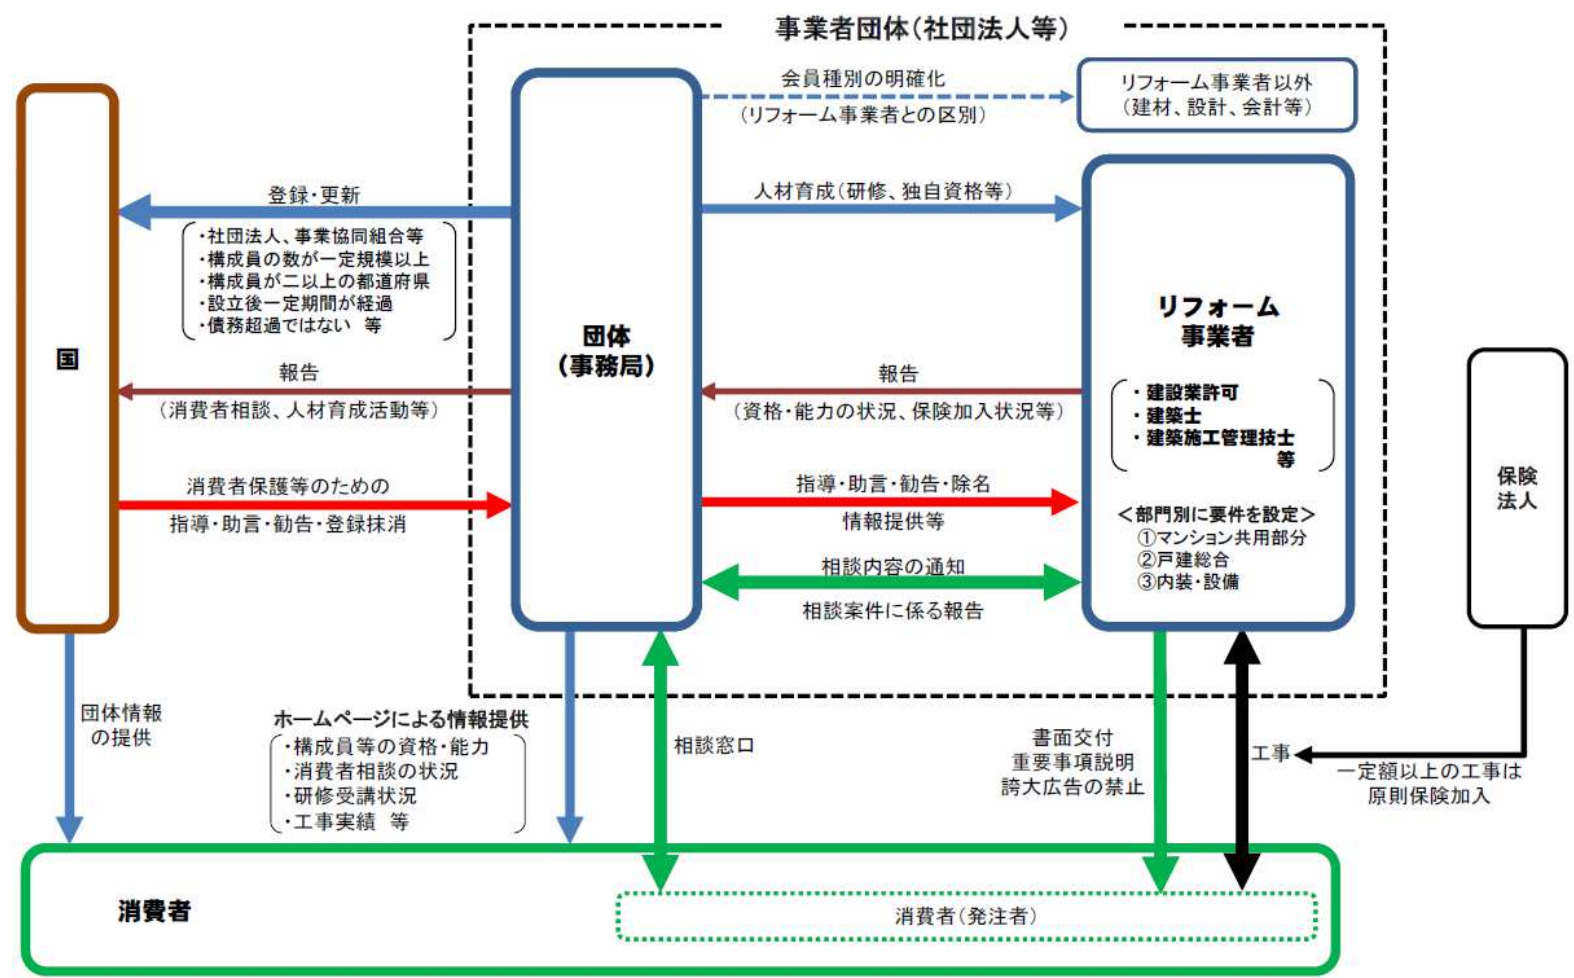 事業者団体(社団法人等)
会員種別の明確化
(リフォーム事業者との区別)
リフォーム事業者以外
(建材、設計、会計等)
登録・更新
・社団法人、事業協同組合等
・構成員の数が一定規模以上
・構成員が二以上の都道府県
・設立後一定期間が経過
・債務超過ではない 等
人材育成(研修、独自資格等)
国
団体
(事務局)
リフォーム
事業者
・建設業許可
・建築士
・建築施工管理技士
等
<部門別に要件を設定>
①マンション共用部分
②戸建総合
③内装・設備
報告
(消費者相談、人材育成活動等)
報告
(資格・能力の状況、保険加入状況等)
消費者保護等のための
指導・助言・勧告・登録抹消
指導・助言・勧告・除名
情報提供等
相談内容の通知
相談案件に係る報告
保険
法人
団体情報
の提供
ホームページによる情報提供
・構成員等の資格・能力
・消費者相談の状況
・研修受講状況
・工事実績 等
相談窓口
書面交付
重要事項説明
誇大広告の禁止
工事
一定額以上の工事は
原則保険加入
消費者
消費者(発注者)